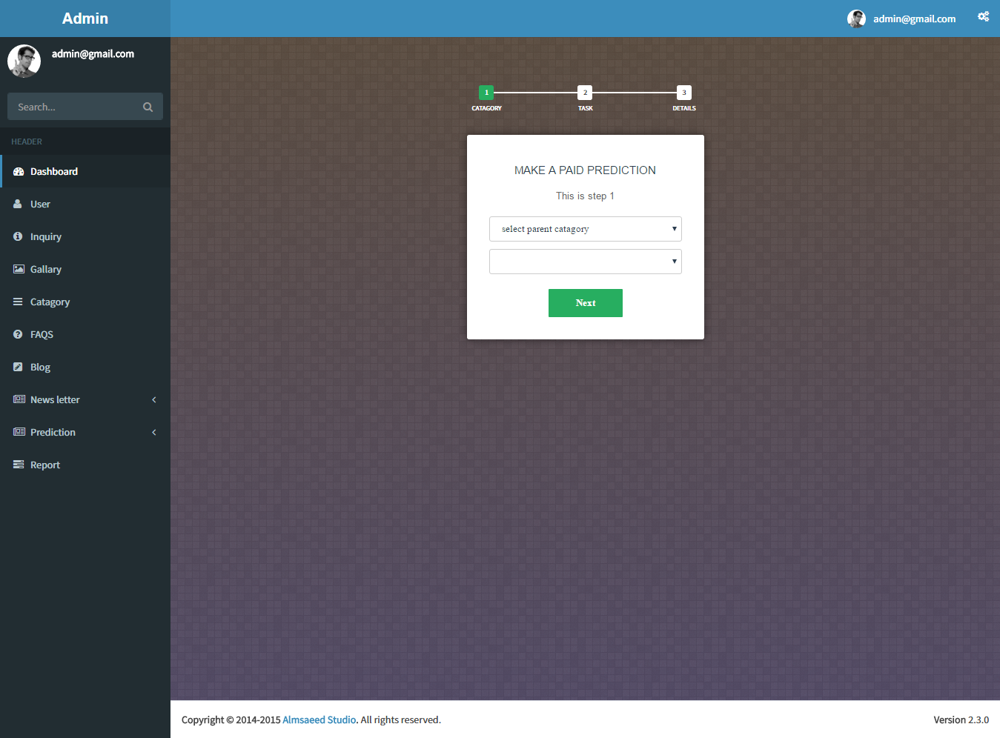 Admin
admin@gmail.com
admin@gmail.com
Search...
HEADER
Dashboard
User
Inquiry
Gallary
Catagory
FAQS
Blog
News letter
Prediction
Report
1 2 3
CATAGORY TASK DETAILS
MAKE A PAID PREDICTION
This is step 1
select parent catagory
Next
Copyright © 2014-2015 Almsaeed Studio. All rights reserved. Version 2.3.0